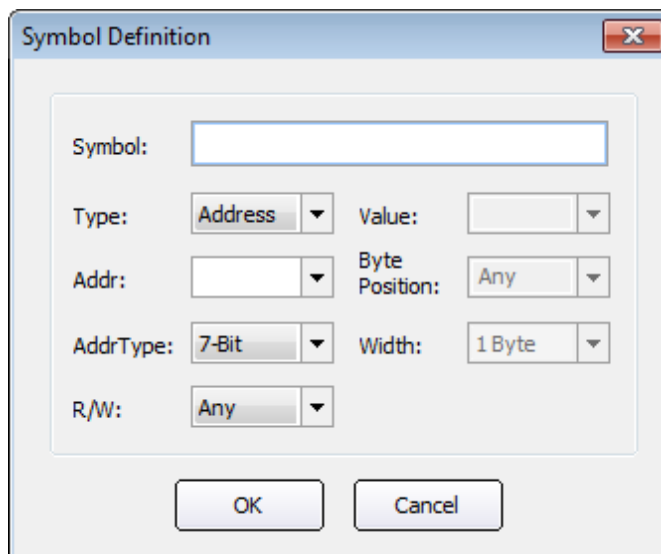 Symbol Definition
Symbol:
Type: Address Value:
Addr: Byte Position: Any
AddrType: 7-Bit Width: 1 Byte
R/W: Any
OK Cancel